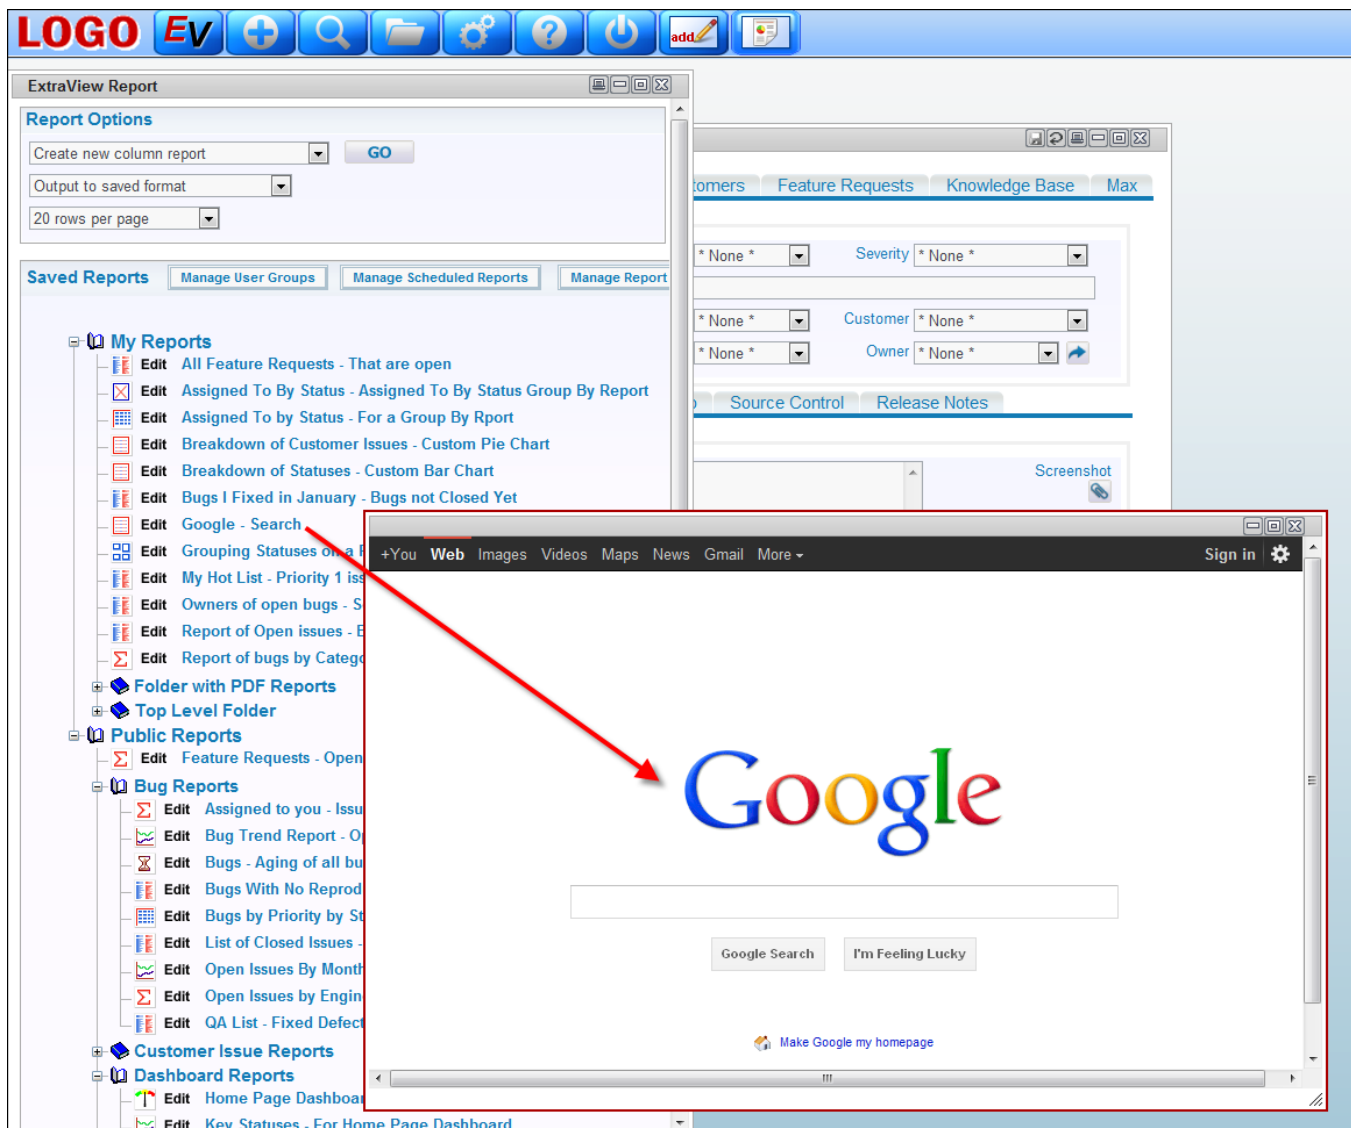 LOGO EV add
ExtraView Report
Report Options
Create new column report GO
Output to saved format
20 rows per page
Saved Reports Manage User Groups Manage Scheduled Reports Manage Report
My Reports
Edit All Feature Requests - That are open
Edit Assigned To By Status - Assigned To By Status Group By Report
Edit Assigned To by Status - For a Group By Rport
Edit Breakdown of Customer Issues - Custom Pie Chart
Edit Breakdown of Statuses - Custom Bar Chart
Edit Bugs I Fixed in January - Bugs not Closed Yet
Edit Google - Search
Edit Grouping Statuses on a
Edit My Hot List - Priority 1 iss
Edit Owners of open bugs - S
Edit Report of Open issues -
Edit Report of bugs by Catego
Folder with PDF Reports
Top Level Folder
Public Reports
Edit Feature Requests - Open
Bug Reports
Edit Assigned to you - Issu
Edit Bug Trend Report - O
Edit Bugs - Aging of all bu
Edit Bugs With No Reprod
Edit Bugs by Priority by St
Edit List of Closed Issues -
Edit Open Issues By Month
Edit Open Issues by Engin
Edit QA List - Fixed Defect
Customer Issue Reports
Dashboard Reports
Edit Home Page Dashboar
Edit Key Statuses - For Home Page Dashboard
tomers Feature Requests Knowledge Base Max
* None * Severity * None *
* None * Customer * None *
* None * Owner * None *
Source Control Release Notes
Screenshot
+You Web Images Videos Maps News Gmail More Sign in
Google
Google Search I'm Feeling Lucky
Make Google my homepage